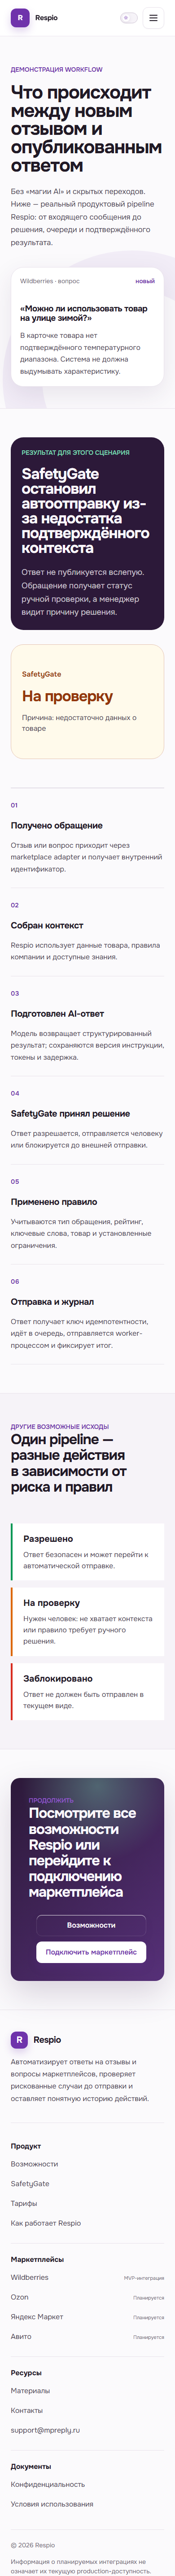 R Respio
ДЕМОНСТРАЦИЯ WORKFLOW
Что происходит
между новым
отзывом и
опубликованным
ответом
Без «магии AI» и скрытых переходов.
Ниже — реальный продуктовый pipeline
Respio: от входящего сообщения до
решения, очереди и подтверждённого
результата.
Wildberries · вопрос новый
«Можно ли использовать товар
на улице зимой?»
В карточке товара нет
подтверждённого температурного
диапазона. Система не должна
выдумывать характеристику.
РЕЗУЛЬТАТ ДЛЯ ЭТОГО СЦЕНАРИЯ
SafetyGate
остановил
автоотправку из-
за недостатка
подтверждённого
контекста
Ответ не публикуется вслепую.
Обращение получает статус
ручной проверки, а менеджер
видит причину решения.
SafetyGate
На проверку
Причина: недостаточно данных о
товаре
01
Получено обращение
Отзыв или вопрос приходит через
marketplace adapter и получает внутренний
идентификатор.
02
Собран контекст
Respio использует данные товара, правила
компании и доступные знания.
03
Подготовлен AI-ответ
Модель возвращает структурированный
результат; сохраняются версия инструкции,
токены и задержка.
04
SafetyGate принял решение
Ответ разрешается, отправляется человеку
или блокируется до внешней отправки.
05
Применено правило
Учитываются тип обращения, рейтинг,
ключевые слова, товар и установленные
ограничения.
06
Отправка и журнал
Ответ получает ключ идемпотентности,
идёт в очередь, отправляется worker-
процессом и фиксирует итог.
ДРУГИЕ ВОЗМОЖНЫЕ ИСХОДЫ
Один pipeline —
разные действия
в зависимости от
риска и правил
Разрешено
Ответ безопасен и может перейти к
автоматической отправке.
На проверку
Нужен человек: не хватает контекста
или правило требует ручного
решения.
Заблокировано
Ответ не должен быть отправлен в
текущем виде.
ПРОДОЛЖИТЬ
Посмотрите все
возможности
Respio или
перейдите к
подключению
маркетплейса
Возможности
Подключить маркетплейс
R Respio
Автоматизирует ответы на отзывы и
вопросы маркетплейсов, проверяет
рискованные случаи до отправки и
оставляет понятную историю действий.
Продукт
Возможности
SafetyGate
Тарифы
Как работает Respio
Маркетплейсы
Wildberries MVP-интеграция
Ozon Планируется
Яндекс Маркет Планируется
Авито Планируется
Ресурсы
Материалы
Контакты
support@mpreply.ru
Документы
Конфиденциальность
Условия использования
© 2026 Respio
Информация о планируемых интеграциях не
означает их текущую production-доступность.